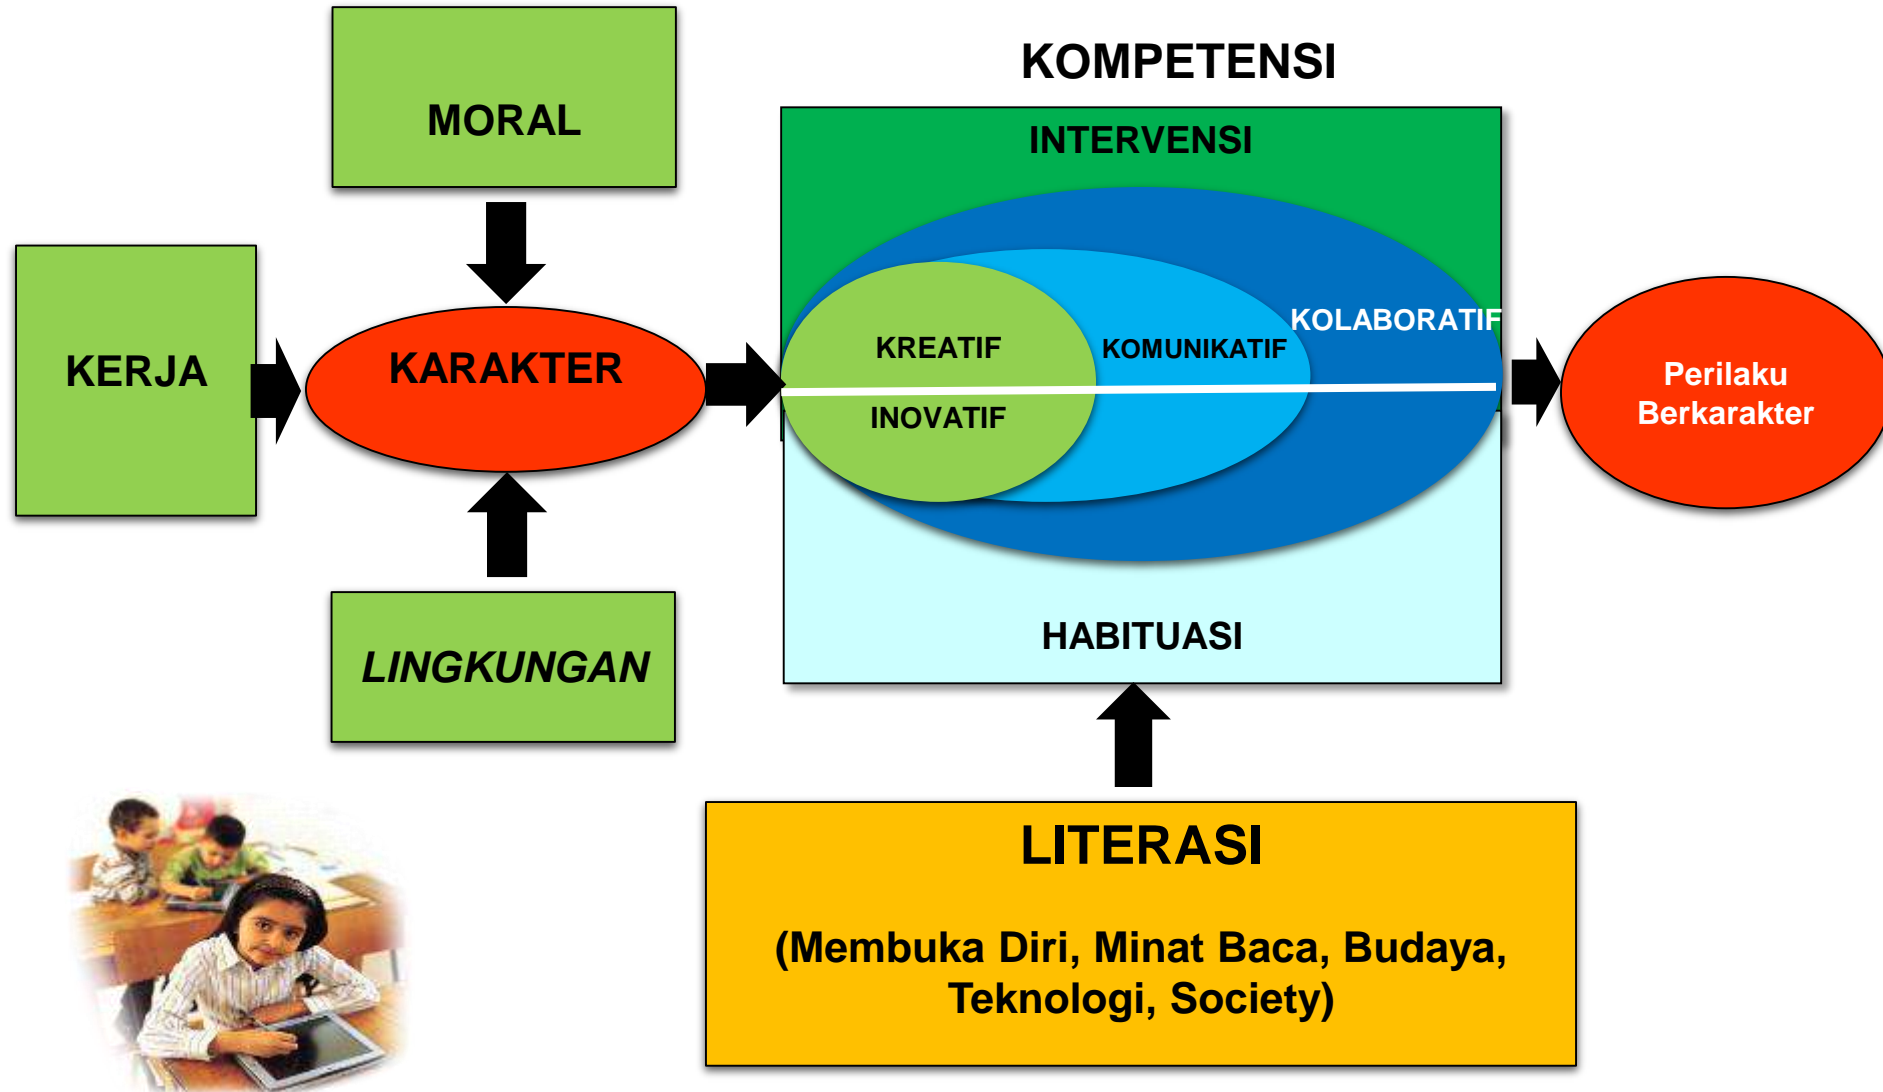 MORAL
KOMPETENSI
INTERVENSI
KERJA
KARAKTER
KREATIF
INOVATIF
KOMUNIKATIF
KOLABORATIF
Perilaku
Berkarakter
LINGKUNGAN
HABITUASI
LITERASI
(Membuka Diri, Minat Baca, Budaya,
Teknologi, Society)